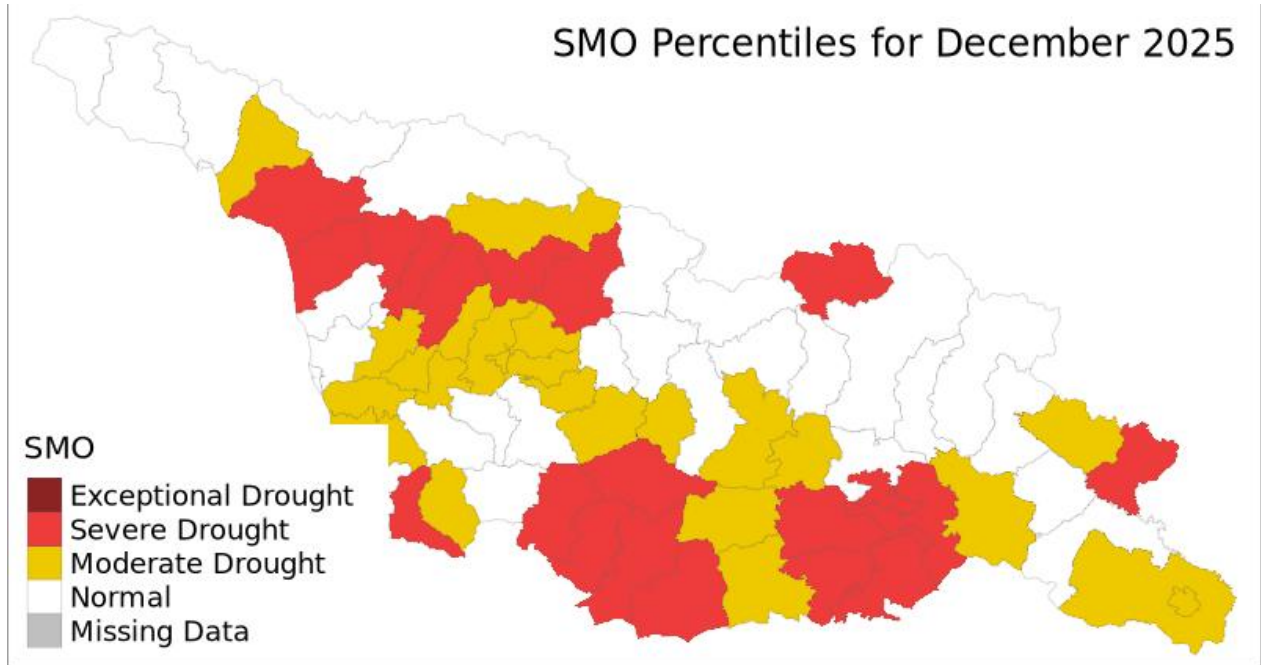 SMO Percentiles for December 2025
SMO
Exceptional Drought
Severe Drought
Moderate Drought
Normal
Missing Data